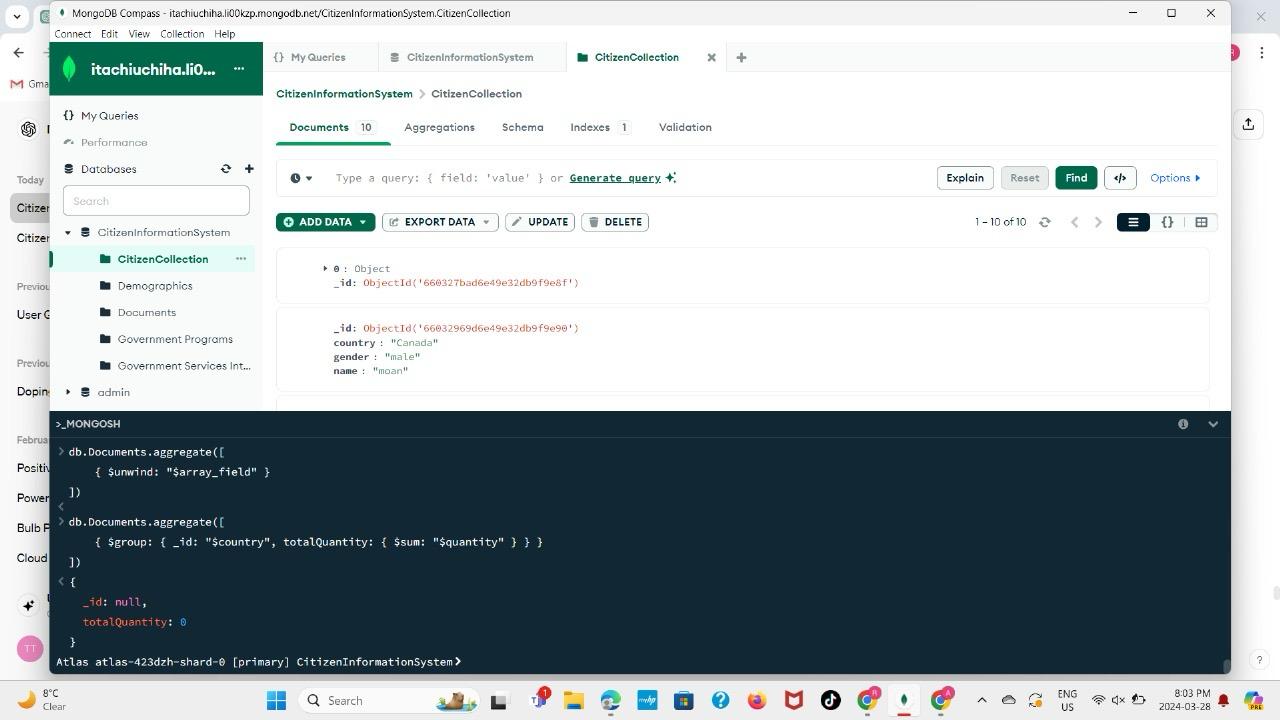 MongoDB Compass - itachiuchiha.li00kzp.mongodb.net/CitizenInformationSystem.CitizenCollection
Connect Edit View Collection Help
itachiuchiha.li0...
{} My Queries
CitizenInformationSystem
CitizenCollection
Gma
{} My Queries
Performance
Databases
Search
CitizenInformationSystem
CitizenCollection
Demographics
Documents
Government Programs
Government Services Int...
admin
CitizenInformationSystem > CitizenCollection
Documents 10
Aggregations
Schema
Indexes 1
Validation
Type a query: { field: 'value' } or Generate query
Explain
Reset
Find
</>
Options
ADD DATA
EXPORT DATA
UPDATE
DELETE
1 – 10 of 10
{}
0 : Object
_id: ObjectId('660327bad6e49e32db9f9e8f')
_id: ObjectId('66032969d6e49e32db9f9e90')
country : "Canada"
gender : "male"
name : "moan"
Today
Citizen
Citizer
Previou
User G
Previou
Doping
Februa
Positiv
Power
Bulb P
Cloud
TT
>_MONGOSH
> db.Documents.aggregate([
{ $unwind: "$array_field" }
])
<
> db.Documents.aggregate([
{ $group: { _id: "$country", totalQuantity: { $sum: "$quantity" } } }
])
< {
_id: null,
totalQuantity: 0
}
Atlas atlas-423dzh-shard-0 [primary] CitizenInformationSystem>
8°C
Clear
Search
1
ENG
US
8:03 PM
2024-03-28